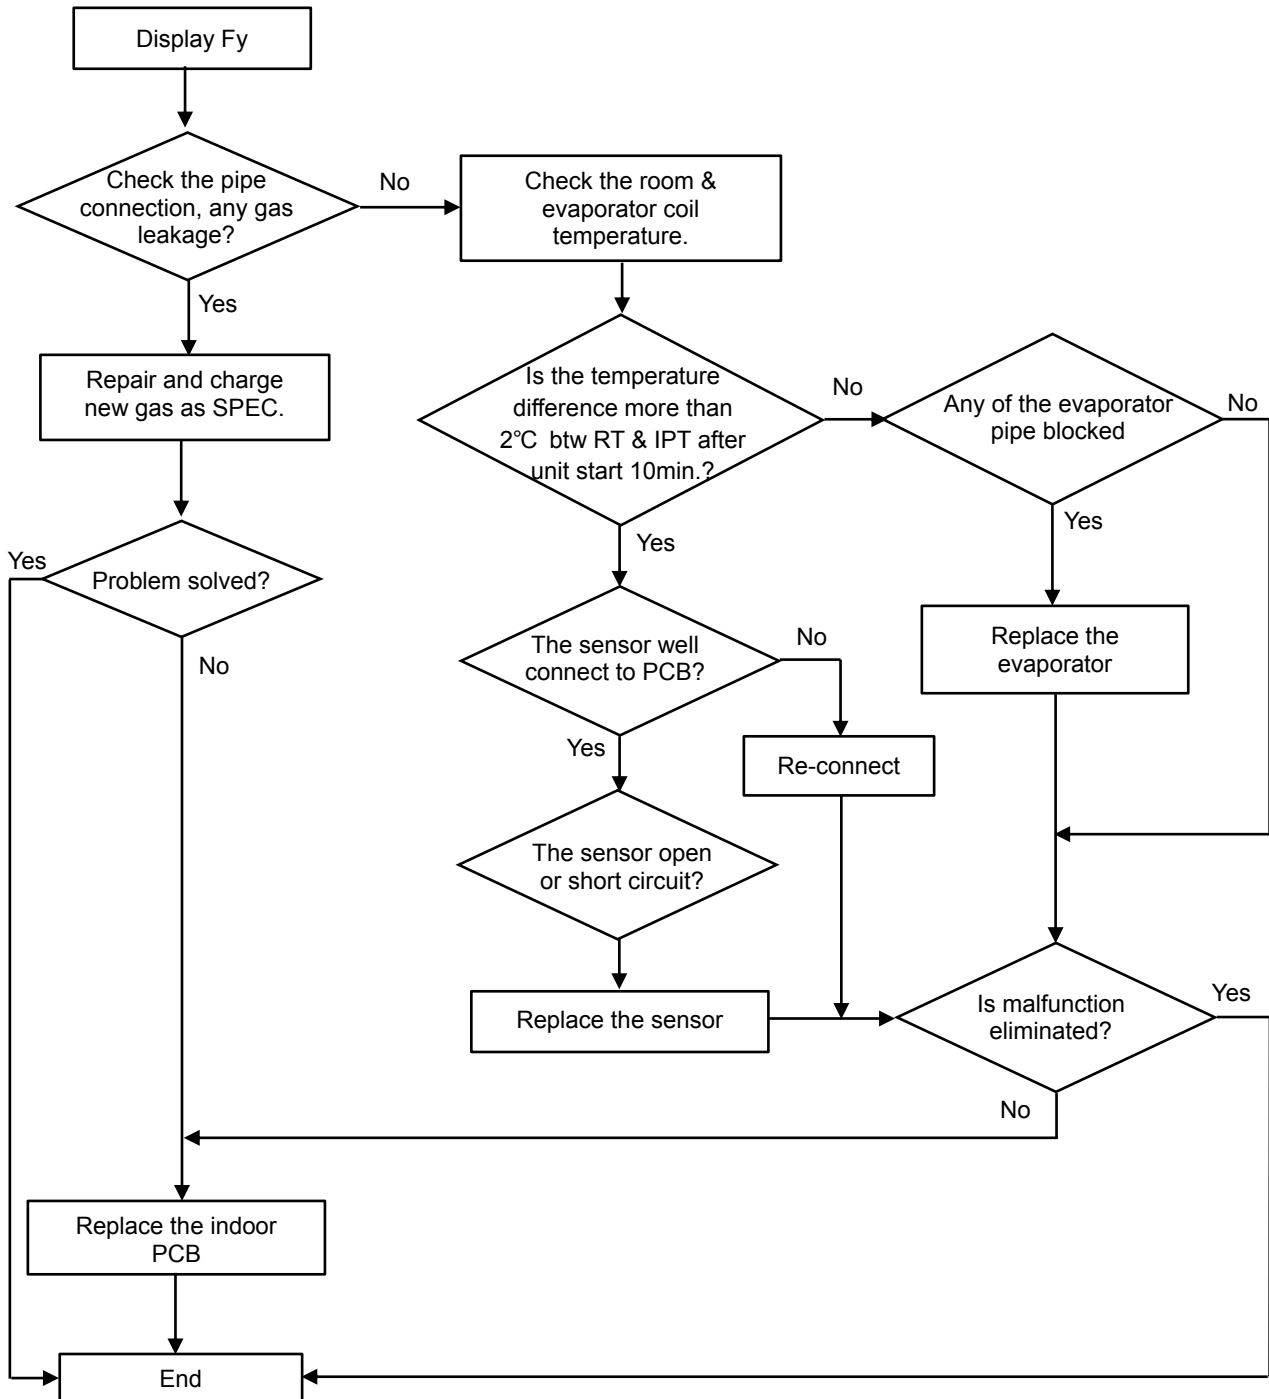 Display Fy
Check the pipe
connection, any gas
leakage?
No
Check the room &
evaporator coil
temperature.
Yes
Repair and charge
new gas as SPEC.
Is the temperature
difference more than
2℃ btw RT & IPT after
unit start 10min.?
No
Any of the evaporator
pipe blocked
No
Yes
Yes
Yes
Problem solved?
No
The sensor well
connect to PCB?
No
Replace the
evaporator
Yes
Re-connect
The sensor open
or short circuit?
Replace the sensor
Is malfunction
eliminated?
Yes
No
Replace the indoor
PCB
End